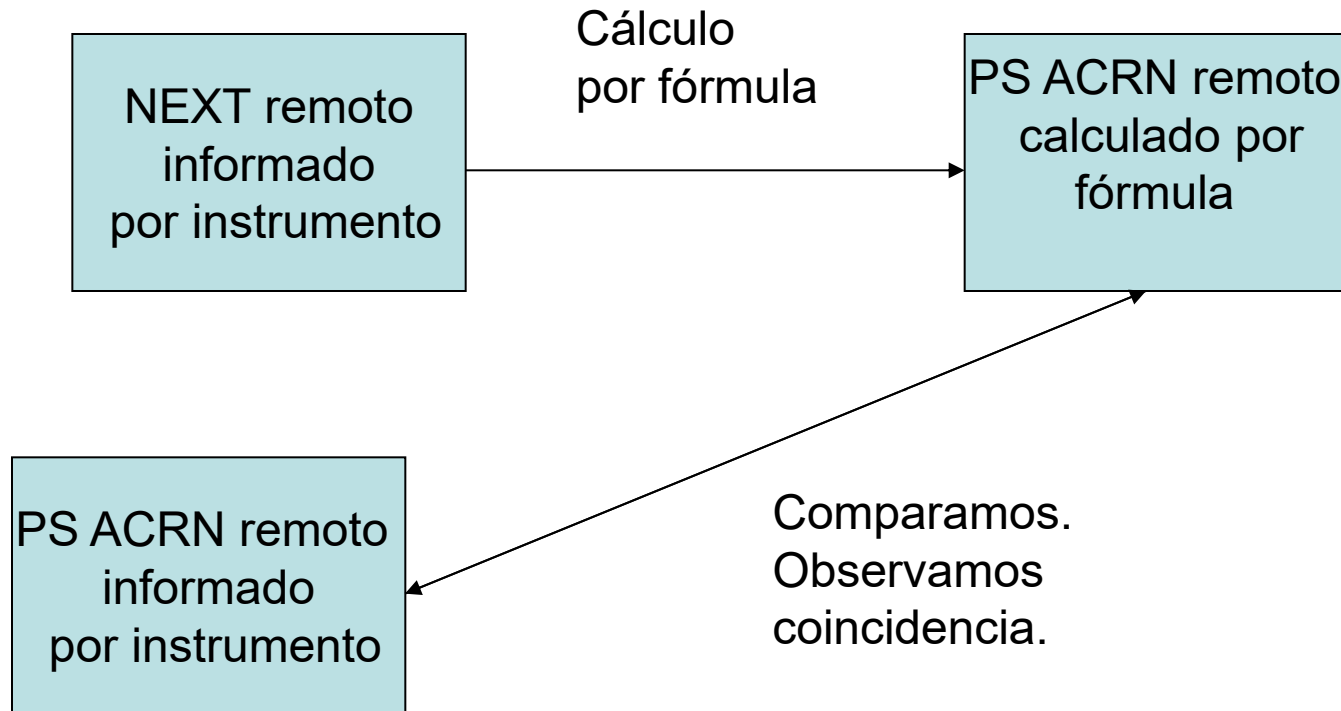 NEXT remoto
informado
por instrumento
Cálculo
por fórmula
PS ACRN remoto
calculado por
fórmula
PS ACRN remoto
informado
por instrumento
Comparamos.
Observamos
coincidencia.